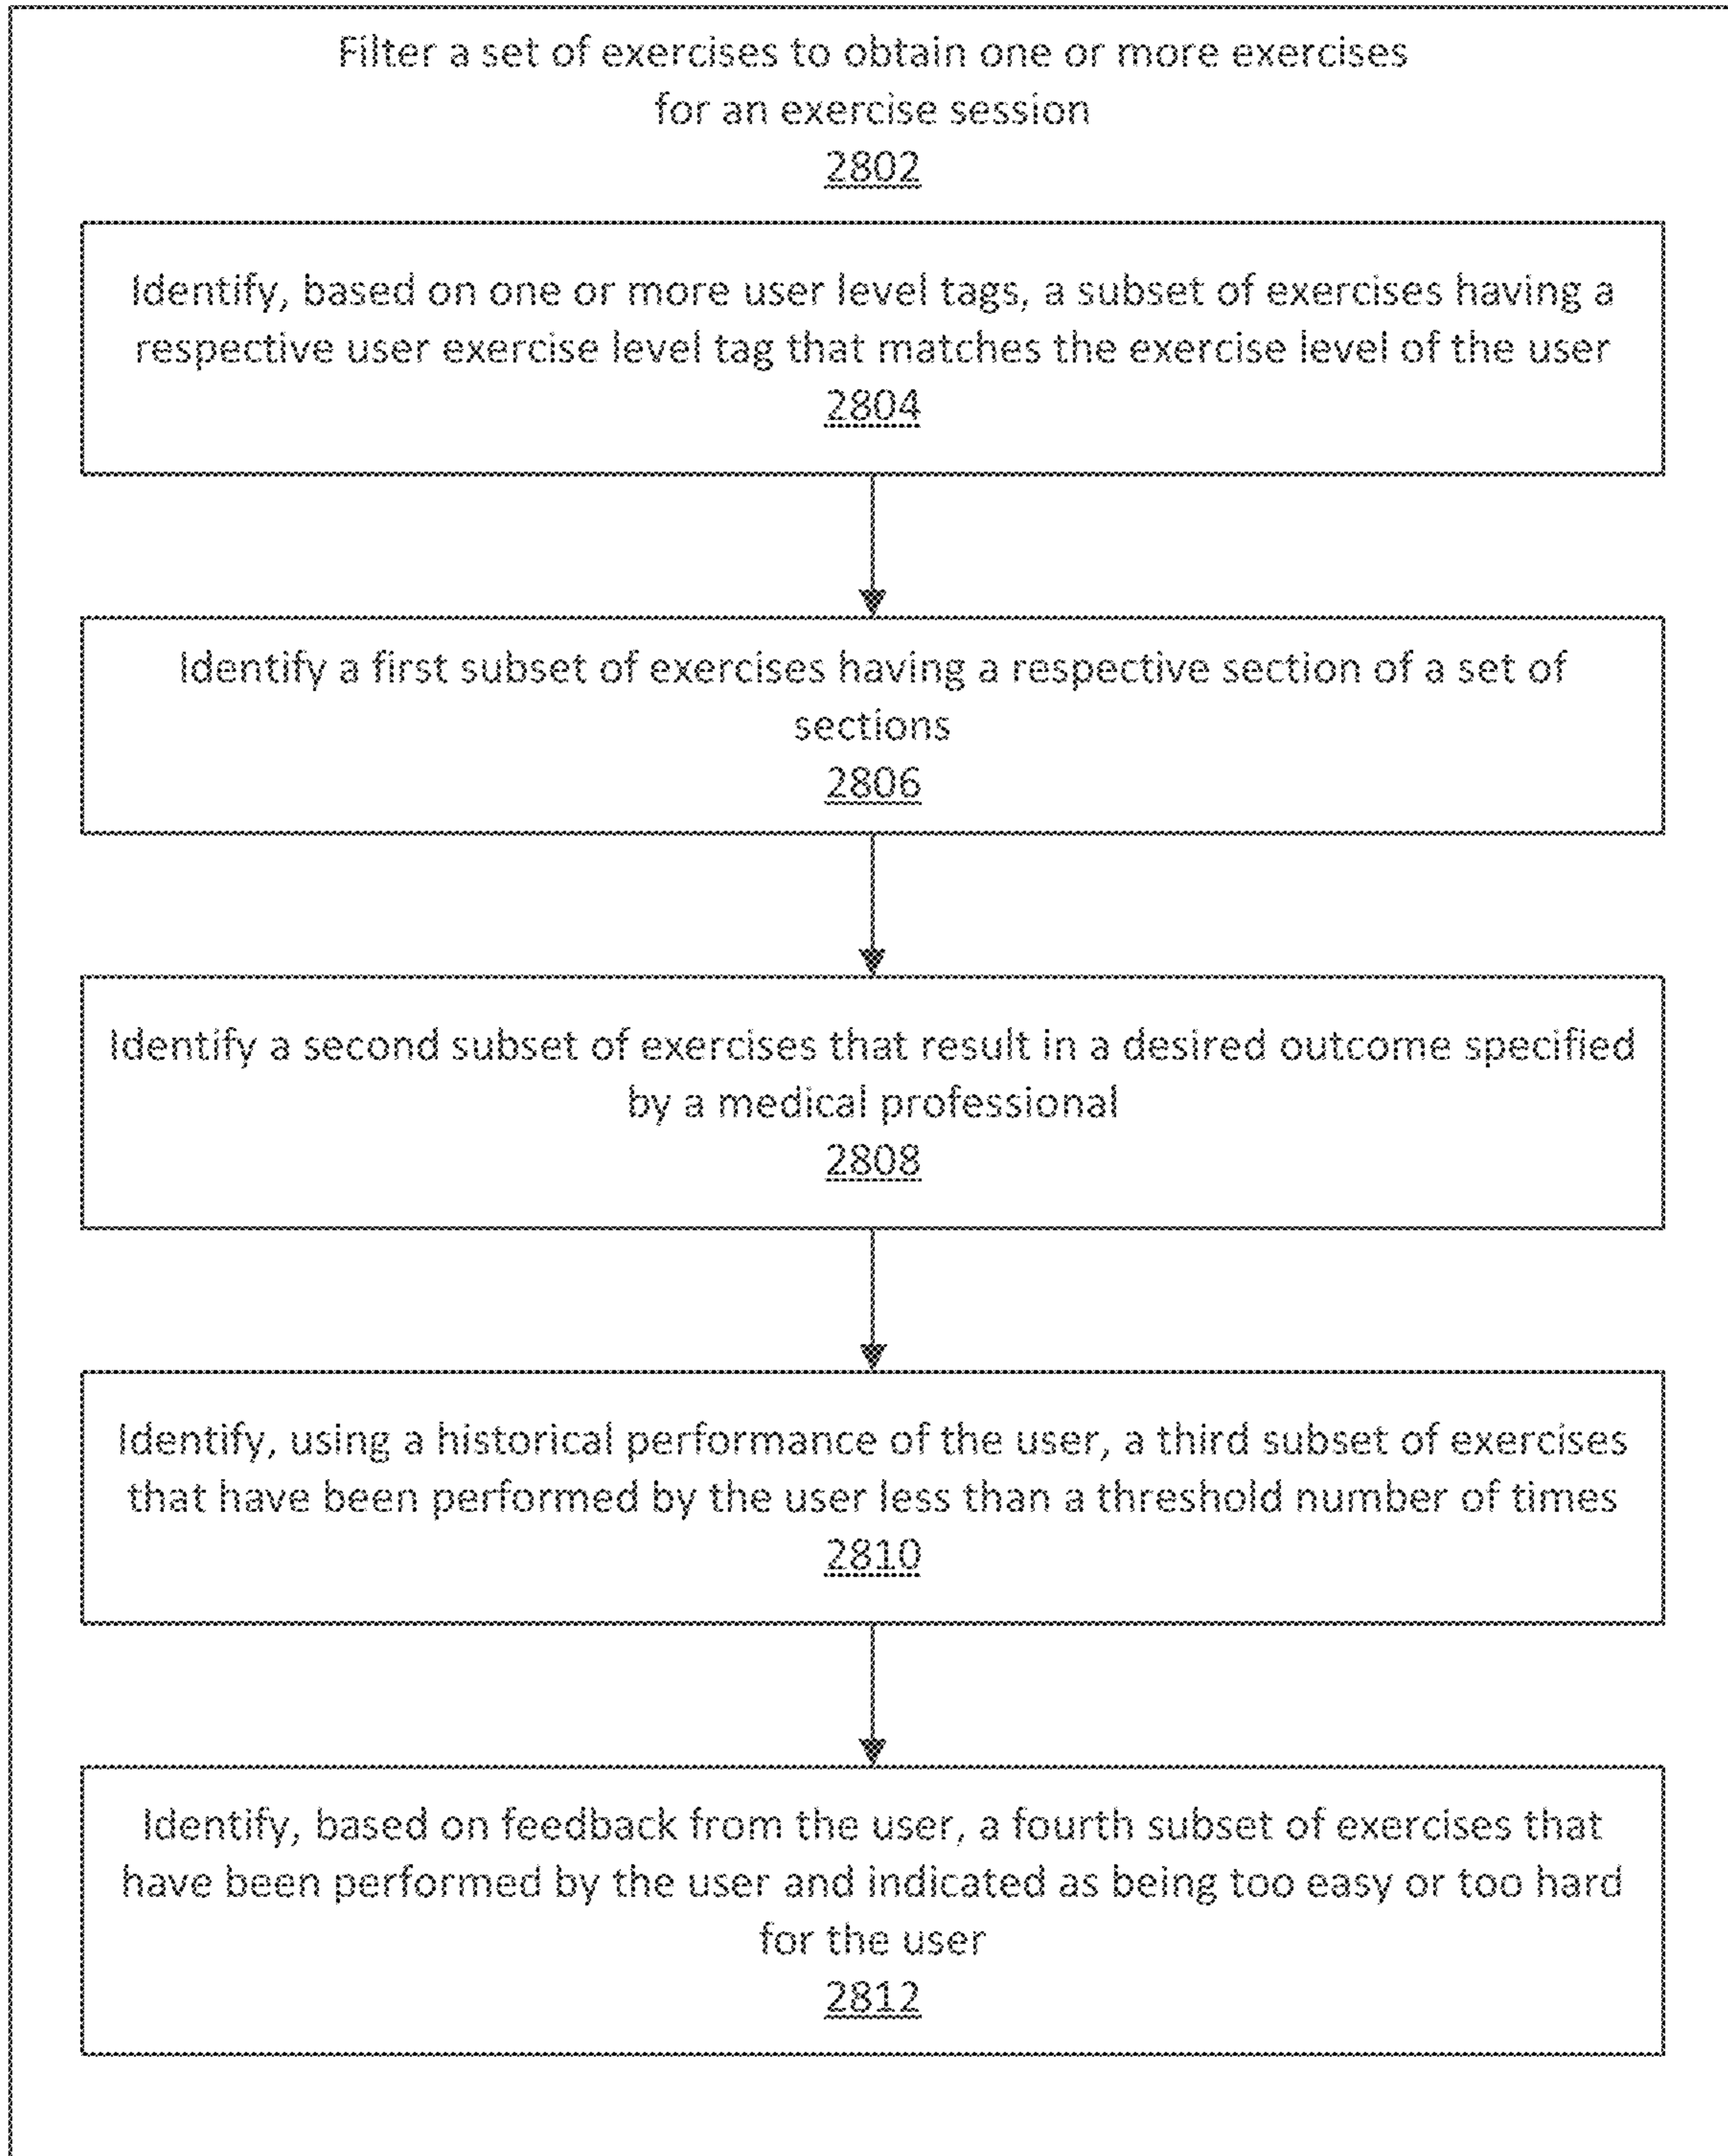 Filter a set of exercises to obtain one or more exercises
for an exercise session
2802
Identify, based on one or more user level tags, a subset of exercises having a
respective user exercise level tag that matches the exercise level of the user
2804
Identify a first subset of exercises having a respective section of a set of
sections
2806
Identify a second subset of exercises that result in a desired outcome specified
by a medical professional
2808
Identify, using a historical performance of the user, a third subset of exercises
that have been performed by the user less than a threshold number of times
2810
Identify, based on feedback from the user, a fourth subset of exercises that
have been performed by the user and indicated as being too easy or too hard
for the user
2812